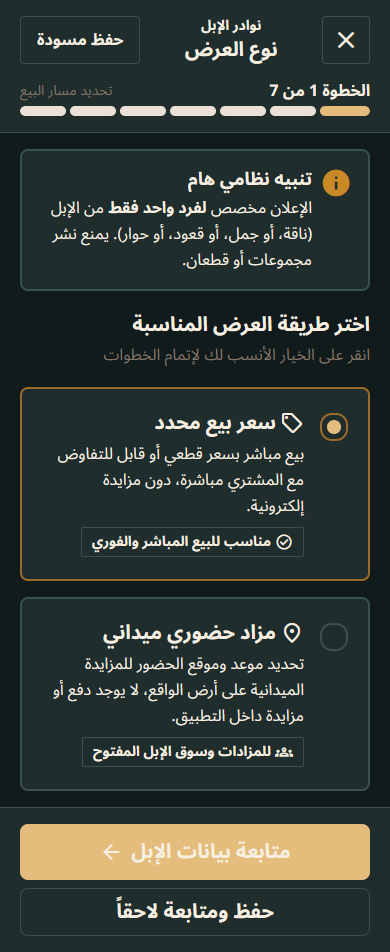 نوادر الإبل
نوع العرض
حفظ مسودة
الخطوة 1 من 7
تحديد مسار البيع
تنبيه نظامي هام
الإعلان مخصص لفرد واحد فقط من الإبل
(ناقة، أو جمل، أو قعود، أو حوار). يمنع نشر
مجموعات أو قطعان.
اختر طريقة العرض المناسبة
انقر على الخيار الأنسب لك لإتمام الخطوات
سعر بيع محدد
بيع مباشر بسعر قطعي أو قابل للتفاوض
مع المشتري مباشرة، دون مزايدة
إلكترونية.
مناسب للبيع المباشر والفوري
مزاد حضوري ميداني
تحديد موعد وموقع الحضور للمزايدة
الميدانية على أرض الواقع، لا يوجد دفع أو
مزايدة داخل التطبيق.
للمزادات وسوق الإبل المفتوح
متابعة بيانات الإبل
حفظ ومتابعة لاحقاً